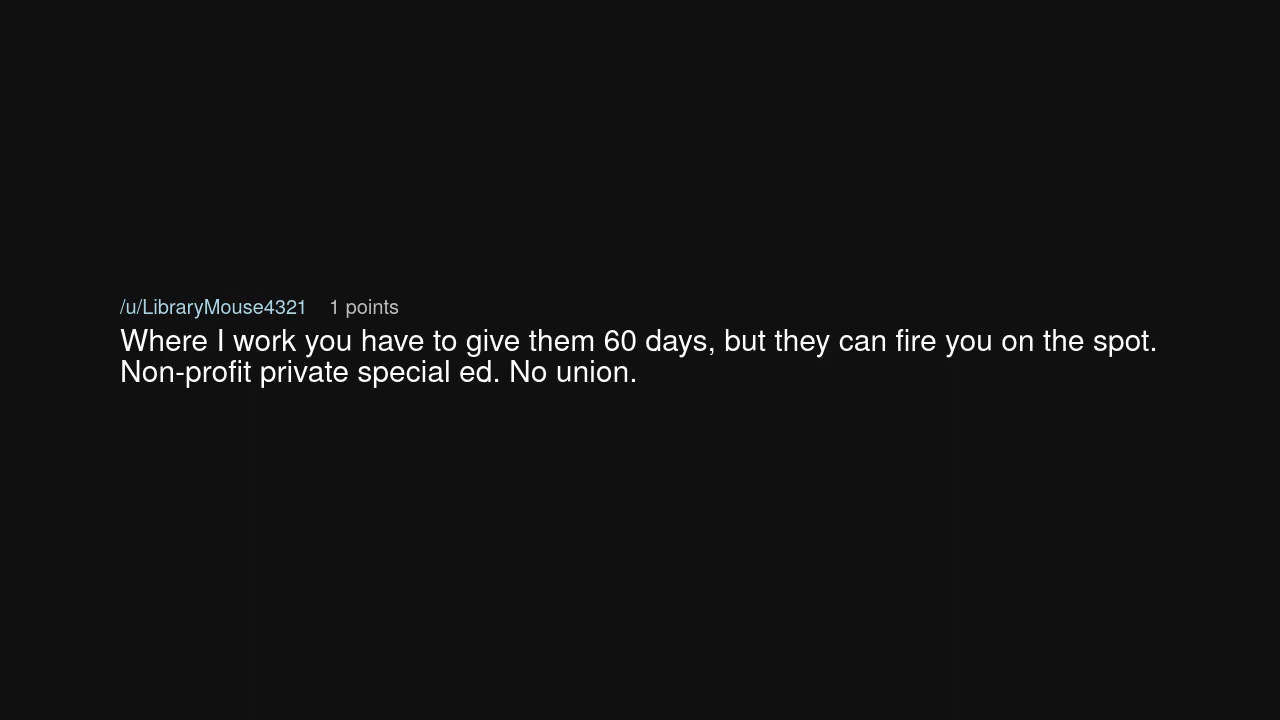 /u/LibraryMouse4321 1 points
Where I work you have to give them 60 days, but they can fire you on the spot.
Non-profit private special ed. No union.